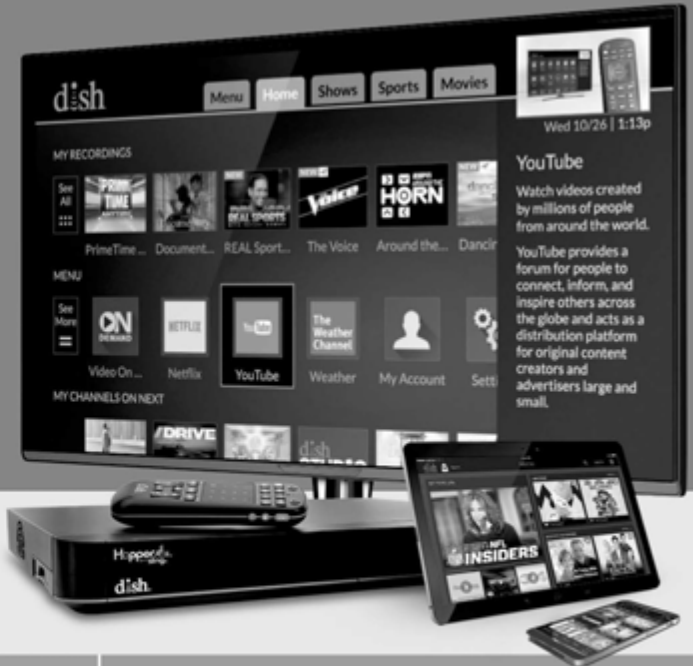 dish
Menu
Home
Shows
Sports
Movies
Wed 10/26 | 1:13p
MY RECORDINGS
See
All
PRIME
TIME
NEW
REAL SPORTS
NEW
Voice
HORN
NEW
PrimeTime ...
Document...
REAL Sport...
The Voice
Around the...
Dancin
YouTube
Watch videos created
by millions of people
from around the world.
YouTube provides a
forum for people to
connect, inform, and
inspire others across
the globe and acts as a
distribution platform
for original content
creators and
advertisers large and
small.
MENU
See
More
ON
DEMAND
NETFLIX
YouTube
The
Weather
Channel
Video On ...
Netflix
YouTube
Weather
My Account
Setti
MY CHANNELS ON NEXT
/DRIVE
dish
STUDIO
NFL
INSIDERS
Hopper
dish